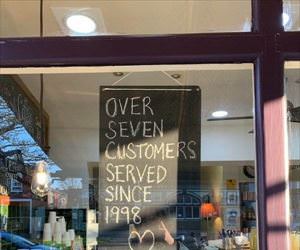 OVER
SEVEN
CUSTOMERS
SERVED
SINCE
1998